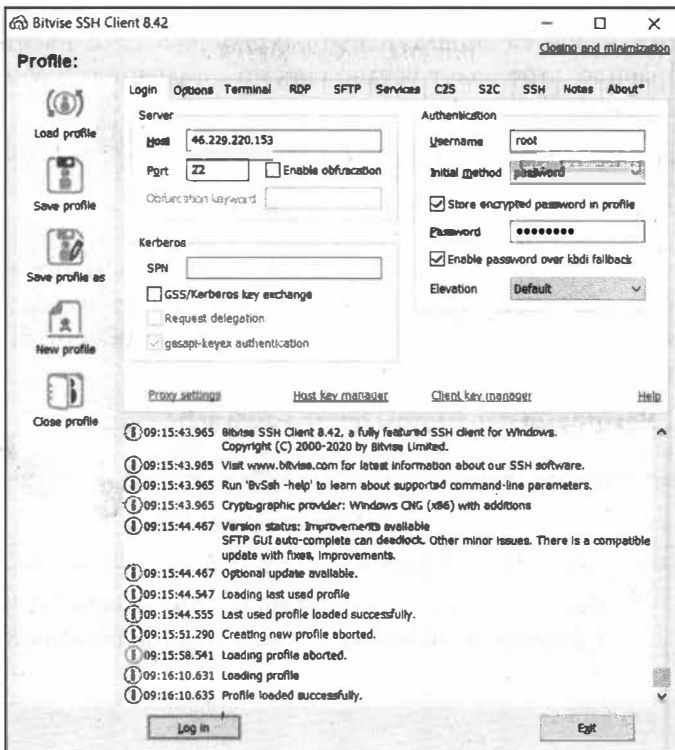 Bitvise SSH Client 8.42
Closing and minimization
Profile:
Load profile
Save profile
Save profile as
New profile
Close profile
Login Options Terminal RDP SFTP Services C2S S2C SSH Notes About*
Server
Host 46.229.220.153
Port 22 Enable obfuscation
Obfuscation keyword
Kerberos
SPN
GSS/Kerberos key exchange
Request delegation
gssapi-keyex authentication
Authentication
Username root
Initial method password
Store encrypted password in profile
Password ●●●●●●●●
Enable password over kbdi fallback
Elevation Default
Proxy settings Host key manager Client key manager Help
09:15:43.965 Bitvise SSH Client 8.42, a fully featured SSH client for Windows.
Copyright (C) 2000-2020 by Bitvise Limited.
09:15:43.965 Visit www.bitvise.com for latest information about our SSH software.
09:15:43.965 Run 'BvSsh -help' to learn about supported command-line parameters.
09:15:43.965 Cryptographic provider: Windows CNG (x86) with additions
09:15:44.467 Version status: Improvements available
SFTP GUI auto-complete can deadlock. Other minor issues. There is a compatible
update with fixes, improvements.
09:15:44.467 Optional update available.
09:15:44.547 Loading last used profile
09:15:44.555 Last used profile loaded successfully.
09:15:51.290 Creating new profile aborted.
09:15:58.541 Loading profile aborted.
09:16:10.631 Loading profile
09:16:10.635 Profile loaded successfully.
Log in
Exit